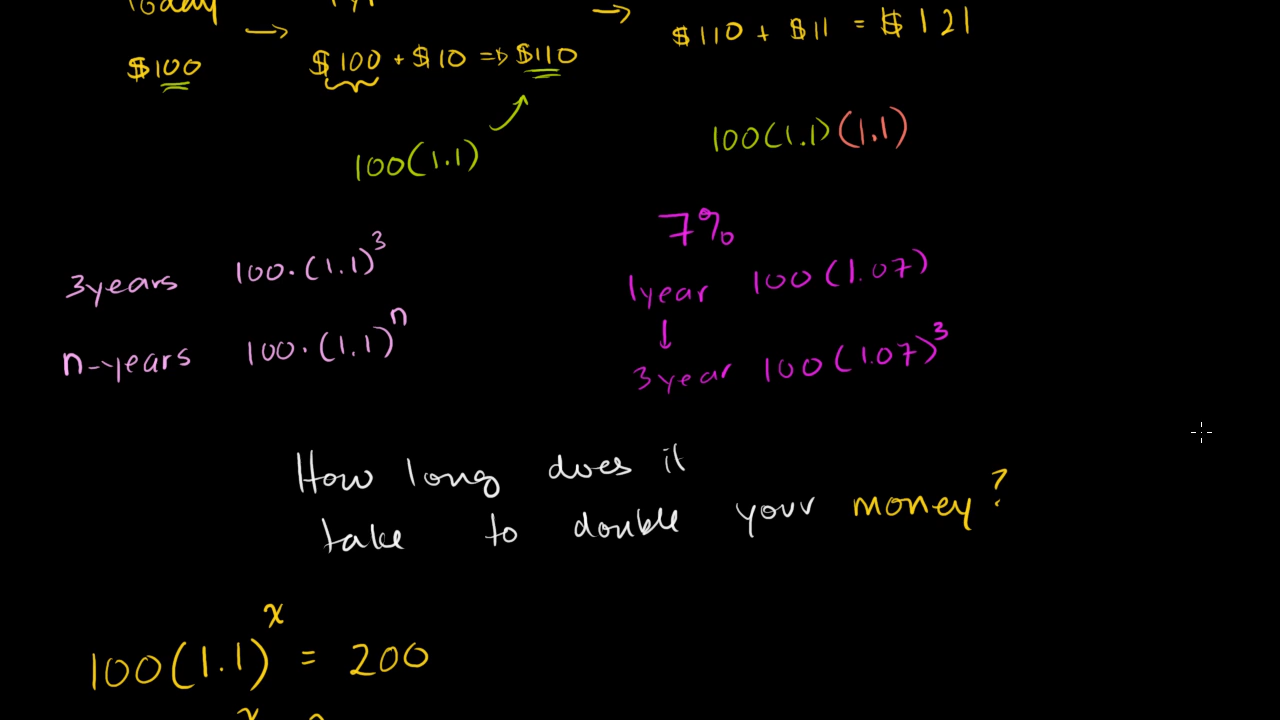 Today
→
→
$100
$100 + $10 => $110
$110 + $11 = $121
100(1.1)
100(1.1)(1.1)
7%
3years 100·(1.1)^3
1year 100(1.07)
↓
n-years 100·(1.1)^n
3year 100(1.07)^3
How long does it
take to double your money?
100(1.1)^x = 200